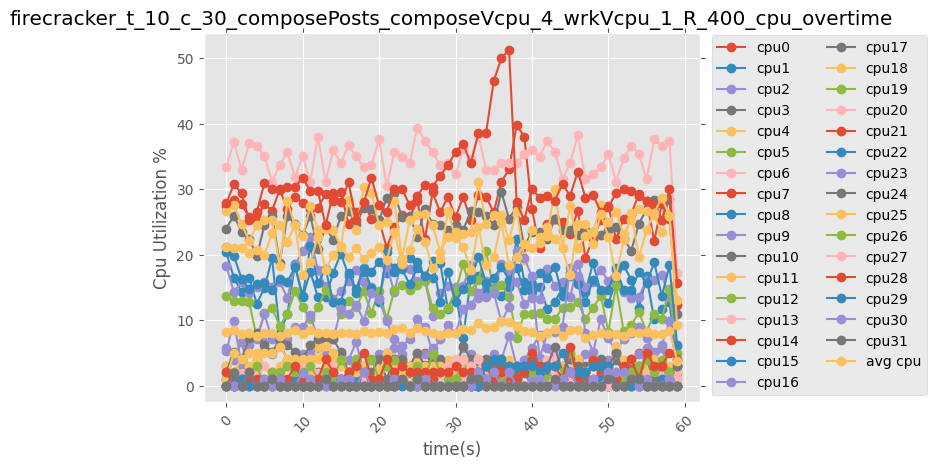 firecracker_t_10_c_30_composePosts_composeVcpu_4_wrkVcpu_1_R_400_cpu_overtime
Cpu Utilization %
50
40
30
20
10
0
0
10
20
30
40
50
60
time(s)
cpu0
cpu1
cpu2
cpu3
cpu4
cpu5
cpu6
cpu7
cpu8
cpu9
cpu10
cpu11
cpu12
cpu13
cpu14
cpu15
cpu16
cpu17
cpu18
cpu19
cpu20
cpu21
cpu22
cpu23
cpu24
cpu25
cpu26
cpu27
cpu28
cpu29
cpu30
cpu31
avg cpu